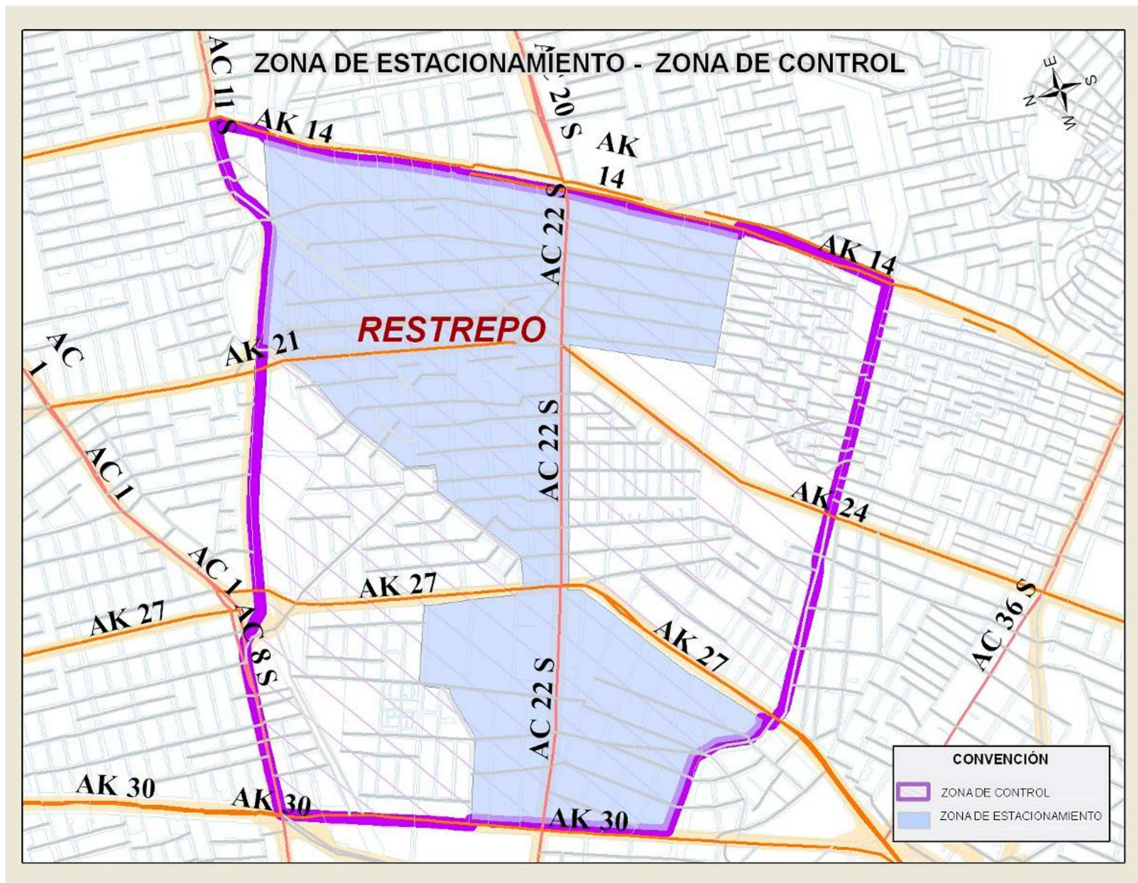 ZONA DE ESTACIONAMIENTO - ZONA DE CONTROL
AC 11 S
AC 20 S
E
S
N
W
AK 14
AK
14
AC 22 S
AK 14
RESTREPO
AC
1
AK 21
AC 22 S
AC 1
AK 24
AC 1
AK 27
AK 27
AC 8 S
AC 36 S
AK 27
AC 22 S
AK 30
AK 30
AK 30
CONVENCIÓN
ZONA DE CONTROL
ZONA DE ESTACIONAMIENTO